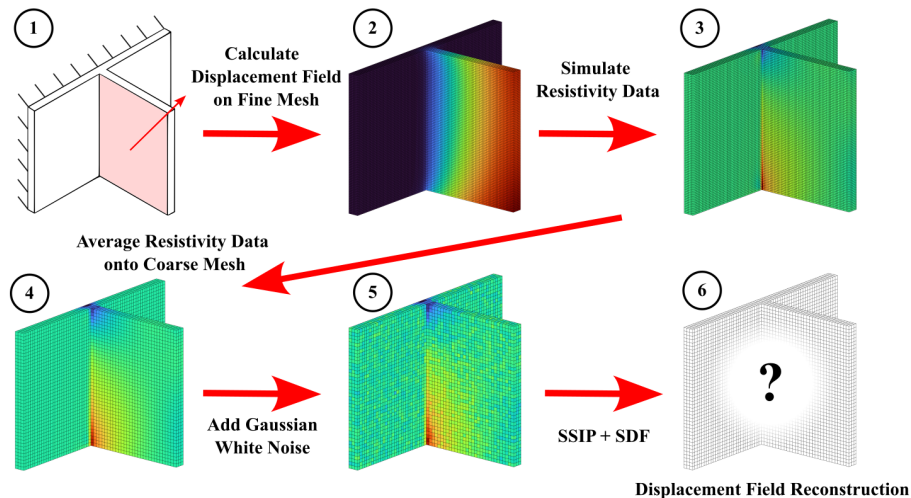 1
Calculate
Displacement Field
on Fine Mesh
2
Simulate
Resistivity Data
3
Average Resistivity Data
onto Coarse Mesh
4
Add Gaussian
White Noise
5
SSIP + SDF
6
?
Displacement Field Reconstruction